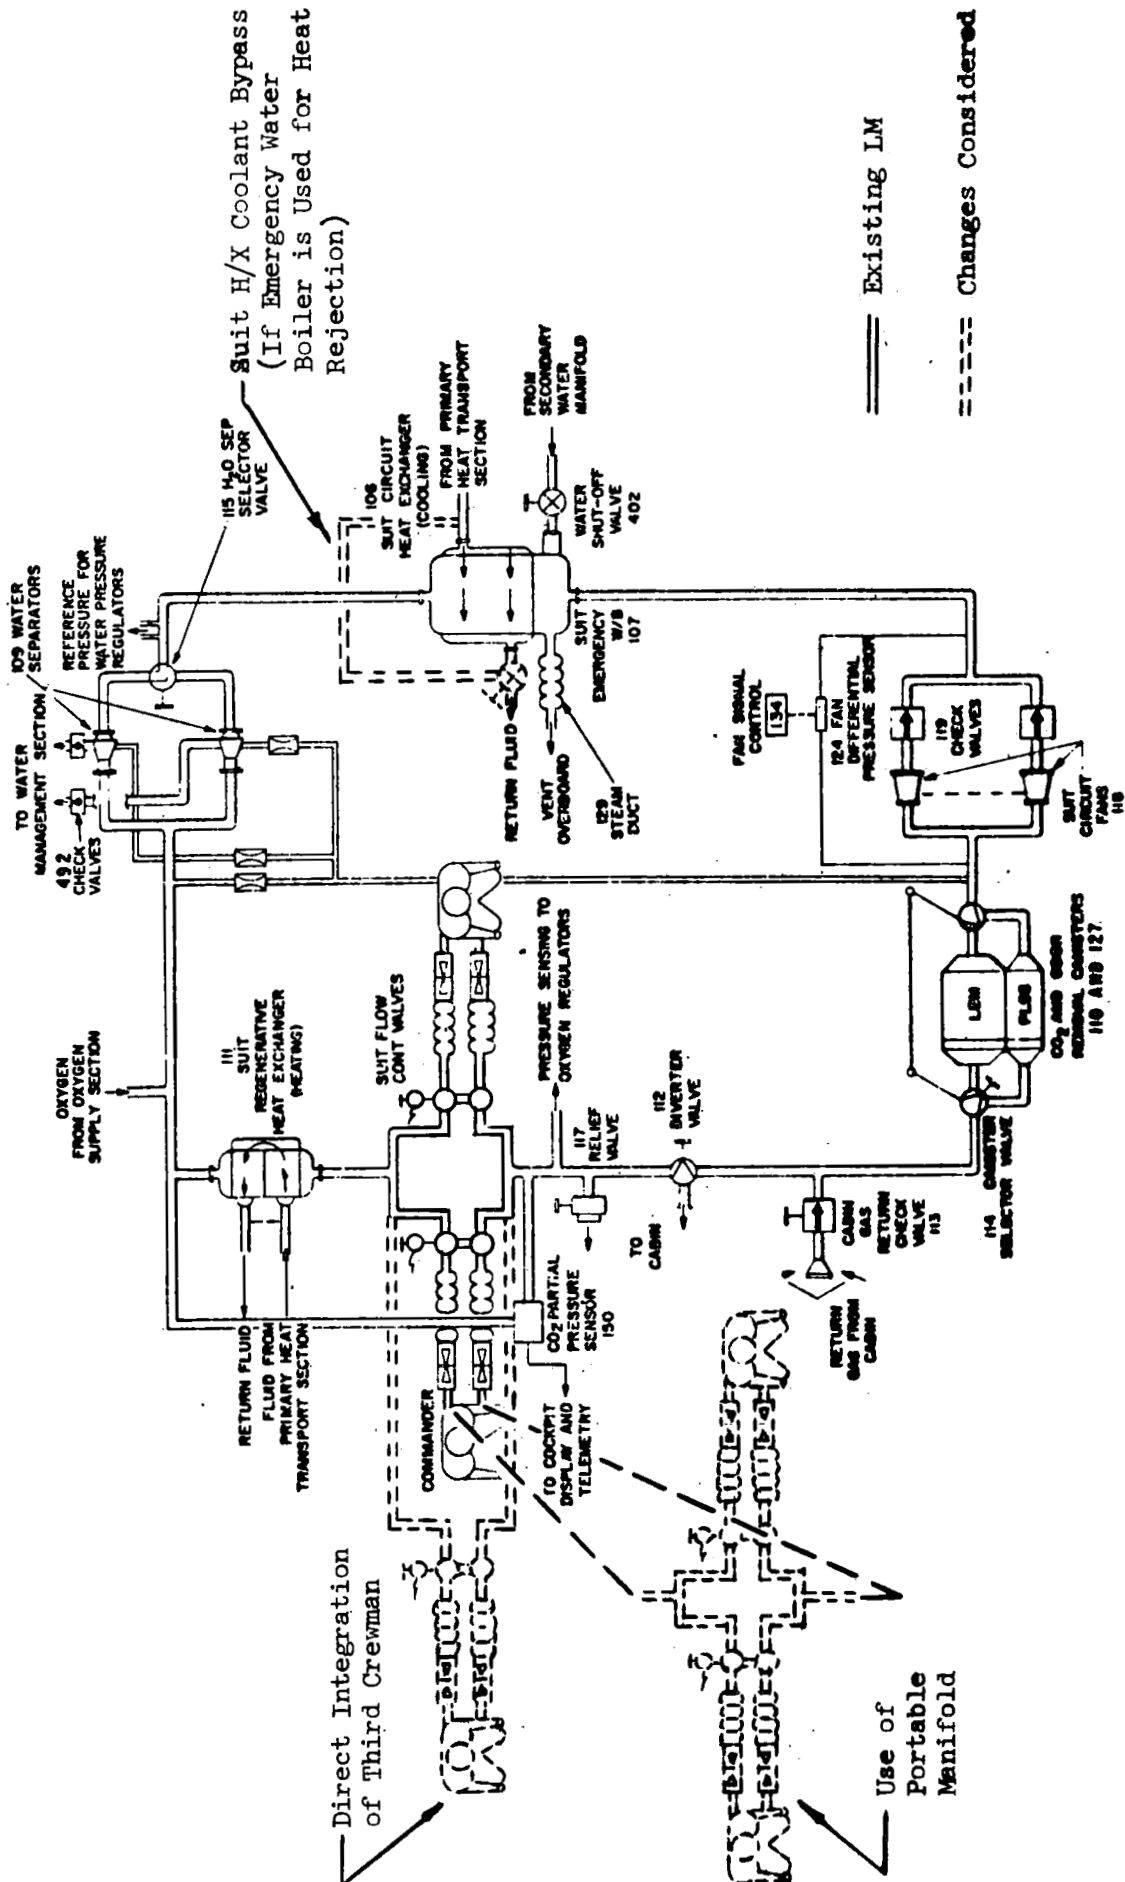 Suit H/X Coolant Bypass
(If Emergency Water
Boiler is Used for Heat
Rejection)
Existing LM
Changes Considered
TO WATER
MANAGEMENT SECTION
109 WATER
SEPARATORS
REFERENCE
PRESSURE FOR
WATER PRESSURE
REGULATORS
115 H2O SEP
SELECTOR
VALVE
492
CHECK
VALVES
106
SUIT CIRCUIT
HEAT EXCHANGER
(COOLING)
FROM PRIMARY
HEAT TRANSPORT
SECTION
FROM
SECONDARY
WATER
MANIFOLD
WATER
SHUT-OFF
VALVE
402
SUIT
EMERGENCY
W/B
107
RETURN FLUID
VENT
OVERBOARD
129
STEAM
DUCT
FAN SIGNAL
CONTROL
134
124 FAN
DIFFERENTIAL
PRESSURE SENSOR
119
CHECK
VALVES
SUIT
CIRCUIT
FANS
118
OXYGEN
FROM OXYGEN
SUPPLY SECTION
111
SUIT
REGENERATIVE
HEAT EXCHANGER
(HEATING)
SUIT FLOW
CONT VALVES
PRESSURE SENSING TO
OXYGEN REGULATORS
117
RELIEF
VALVE
112
DIVERTER
VALVE
TO
CABIN
LEM
PLSS
CO2 AND ODOR
REMOVAL CANISTERS
110 AND 127
114 CANISTER
SELECTOR VALVE
CABIN
GAS
RETURN
CHECK
VALVE
113
RETURN
GAS FROM
CABIN
RETURN FLUID
FLUID FROM
PRIMARY HEAT
TRANSPORT SECTION
COMMANDER
CO2 PARTIAL
PRESSURE
SENSOR
150
TO COCKPIT
DISPLAY AND
TELEMETRY
Direct Integration
of Third Crewman
Use of
Portable
Manifold